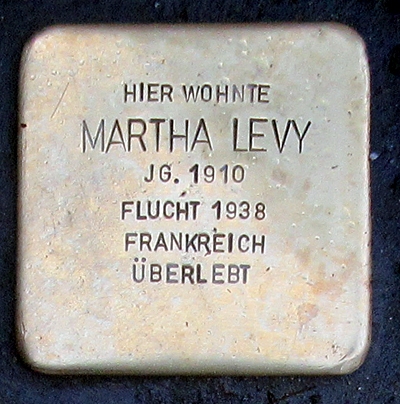 HIER WOHNTE
MARTHA LEVY
JG. 1910
FLUCHT 1938
FRANKREICH
ÜBERLEBT